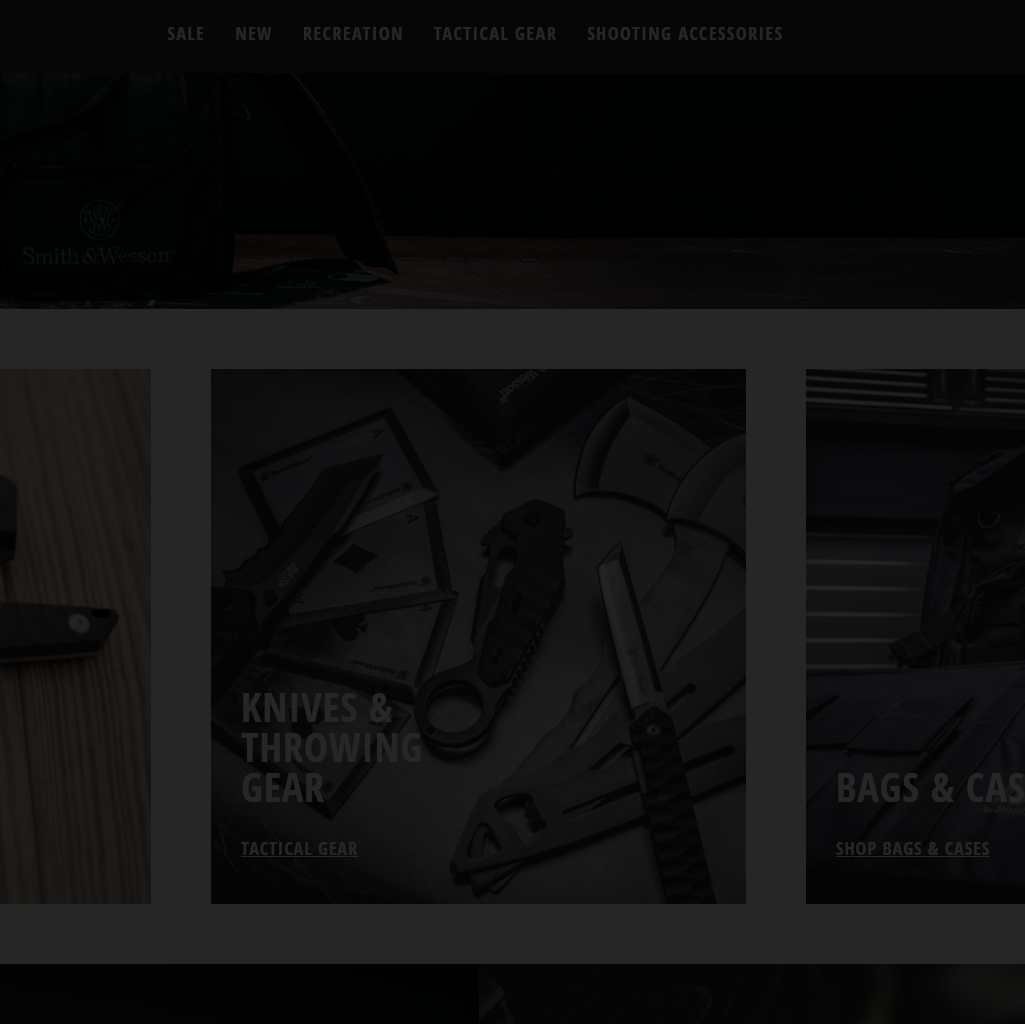 SALE NEW RECREATION TACTICAL GEAR SHOOTING ACCESSORIES
Smith & Wesson
Wesson
KNIVES &
THROWING
GEAR
TACTICAL GEAR
BAGS & CAS
SHOP BAGS & CASES